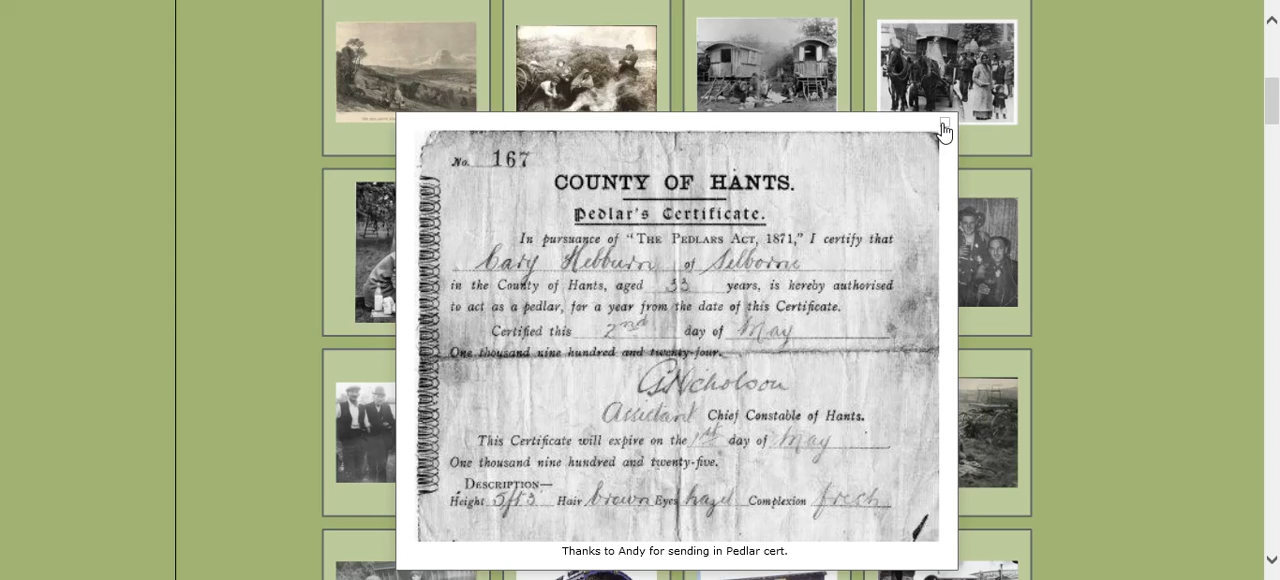 No. 167
COUNTY OF HANTS.
Pedlar's Certificate.
In pursuance of "THE PEDLARS ACT, 1871," I certify that
Cary Hebburn of Selborne
in the County of Hants, aged 33 years, is hereby authorised
to act as a pedlar, for a year from the date of this Certificate.
Certified this 2nd day of May
One thousand nine hundred and twenty-four.
G Nicholson
Assistant Chief Constable of Hants.
This Certificate will expire on the 1st day of May
One thousand nine hundred and twenty-five.
DESCRIPTION—
Height Hair brown Eyes hazel Complexion fresh
Thanks to Andy for sending in Pedlar cert.